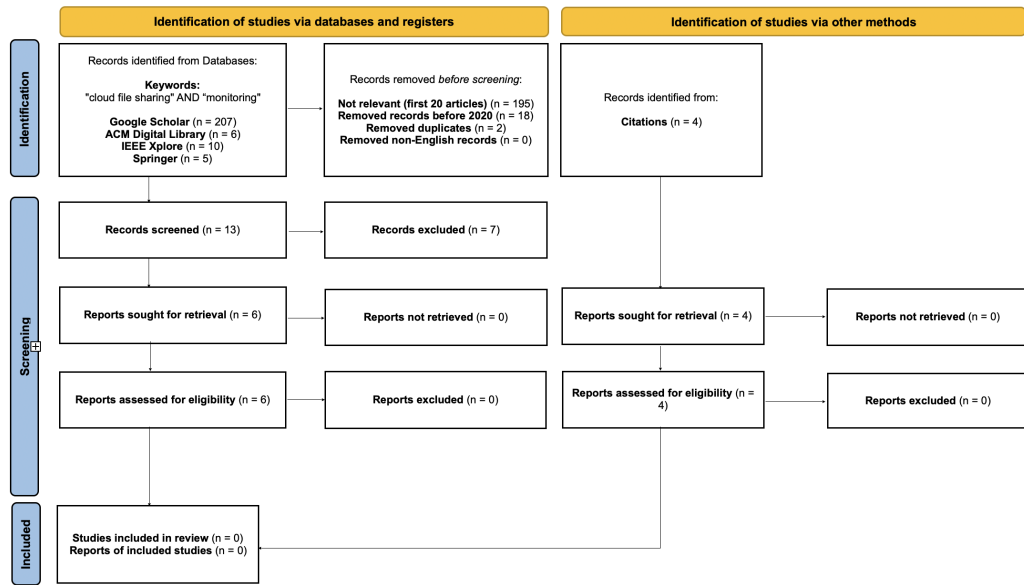 Identification of studies via databases and registers
Identification of studies via other methods
Identification
Records identified from Databases:
Keywords:
"cloud file sharing" AND "monitoring"
Google Scholar (n = 207)
ACM Digital Library (n = 6)
IEEE Xplore (n = 10)
Springer (n = 5)
Records removed before screening:
Not relevant (first 20 articles) (n = 195)
Removed records before 2020 (n = 18)
Removed duplicates (n = 2)
Removed non-English records (n = 0)
Records identified from:
Citations (n = 4)
Screening
Records screened (n = 13)
Records excluded (n = 7)
Reports sought for retrieval (n = 6)
Reports not retrieved (n = 0)
Reports sought for retrieval (n = 4)
Reports not retrieved (n = 0)
Reports assessed for eligibility (n = 6)
Reports excluded (n = 0)
Reports assessed for eligibility (n =
4)
Reports excluded (n = 0)
Included
Studies included in review (n = 0)
Reports of included studies (n = 0)